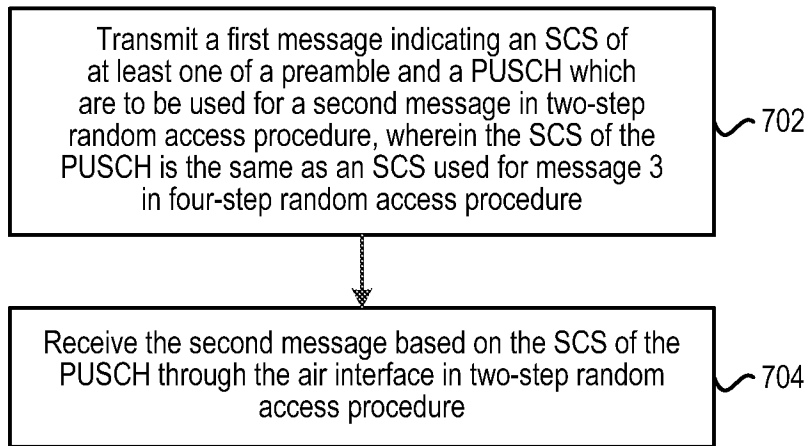 Transmit a first message indicating an SCS of
at least one of a preamble and a PUSCH which
are to be used for a second message in two-step
random access procedure, wherein the SCS of the
PUSCH is the same as an SCS used for message 3
in four-step random access procedure
702
Receive the second message based on the SCS of the
PUSCH through the air interface in two-step random
access procedure
704